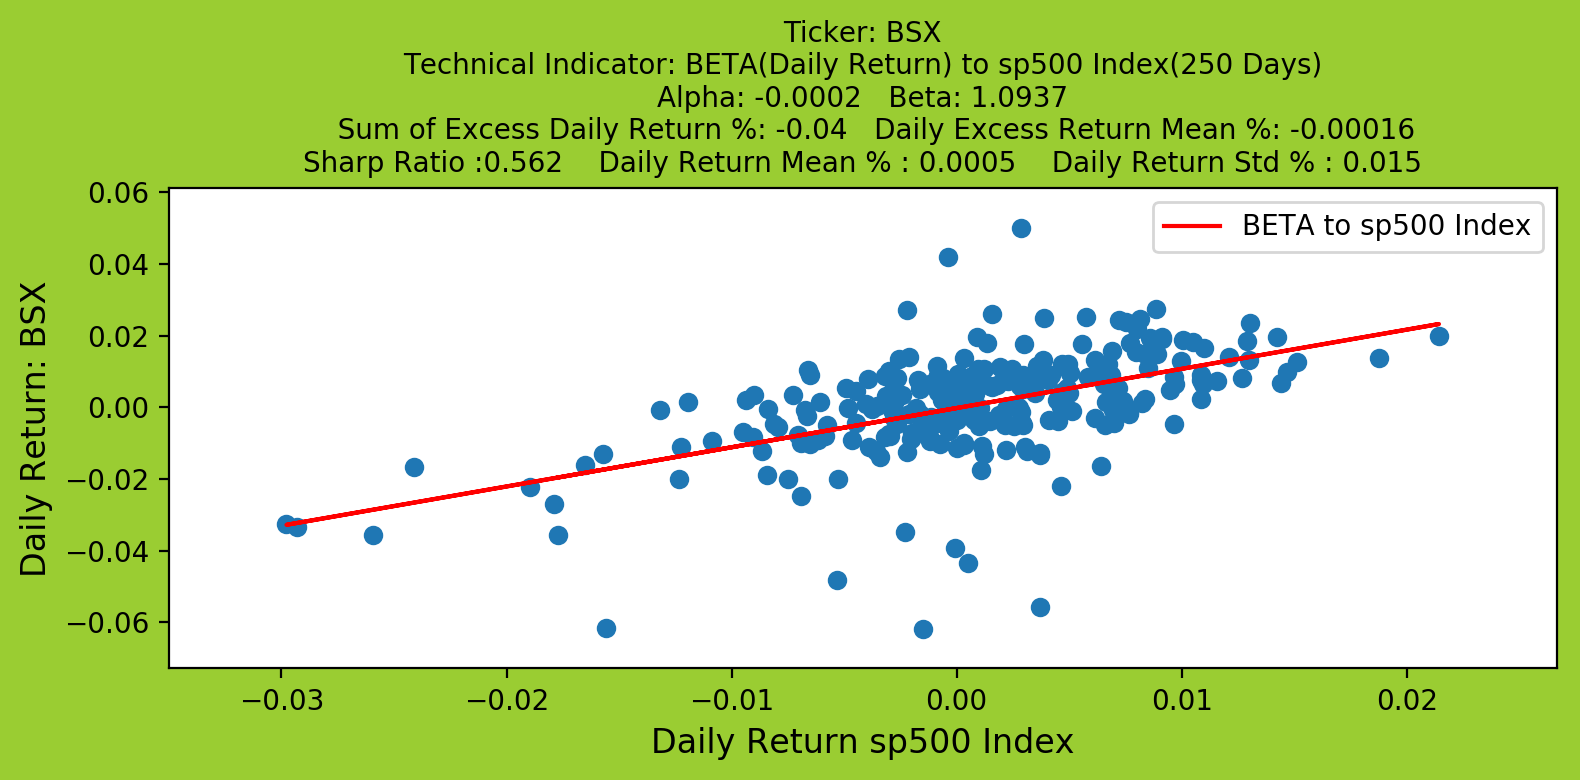 Ticker: BSX
Technical Indicator: BETA(Daily Return) to sp500 Index(250 Days)
Alpha: -0.0002   Beta: 1.0937
Sum of Excess Daily Return %: -0.04   Daily Excess Return Mean %: -0.00016
Sharp Ratio :0.562    Daily Return Mean % : 0.0005    Daily Return Std % : 0.015
BETA to sp500 Index
Daily Return: BSX
0.06
0.04
0.02
0.00
−0.02
−0.04
−0.06
−0.03 −0.02 −0.01 0.00 0.01 0.02
Daily Return sp500 Index